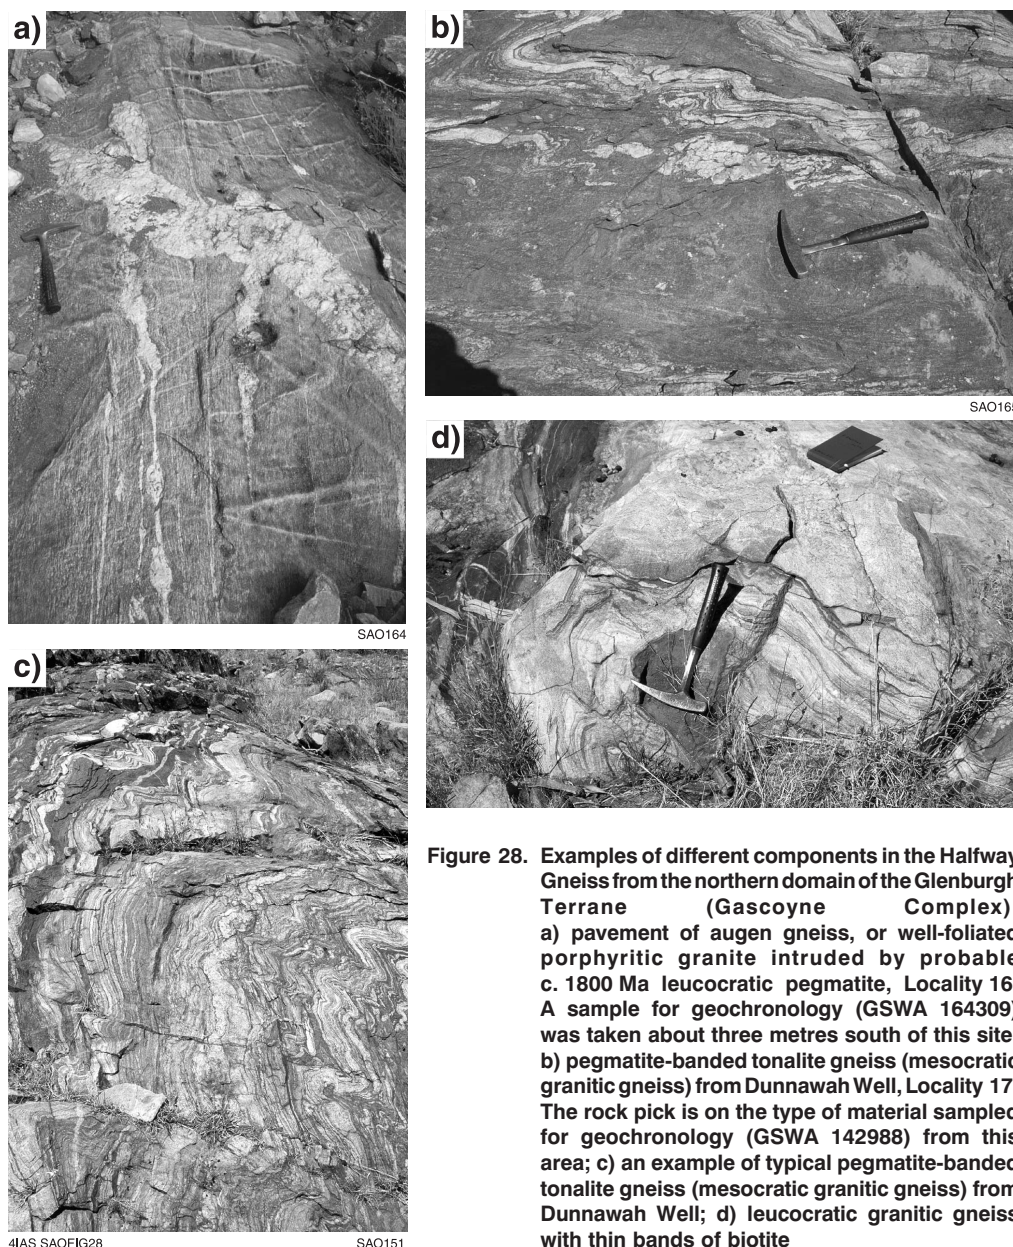 a)
SAO164
b)
SAO165
c)
4IAS SAOFIG28
SAO151
d)
Figure 28. Examples of different components in the Halfway
Gneiss from the northern domain of the Glenburgh
Terrane (Gascoyne Complex)
a) pavement of augen gneiss, or well-foliated
porphyritic granite intruded by probable
c. 1800 Ma leucocratic pegmatite, Locality 16
A sample for geochronology (GSWA 164309)
was taken about three metres south of this site
b) pegmatite-banded tonalite gneiss (mesocratic
granitic gneiss) from Dunnawah Well, Locality 17
The rock pick is on the type of material sampled
for geochronology (GSWA 142988) from this
area; c) an example of typical pegmatite-banded
tonalite gneiss (mesocratic granitic gneiss) from
Dunnawah Well; d) leucocratic granitic gneiss
with thin bands of biotite